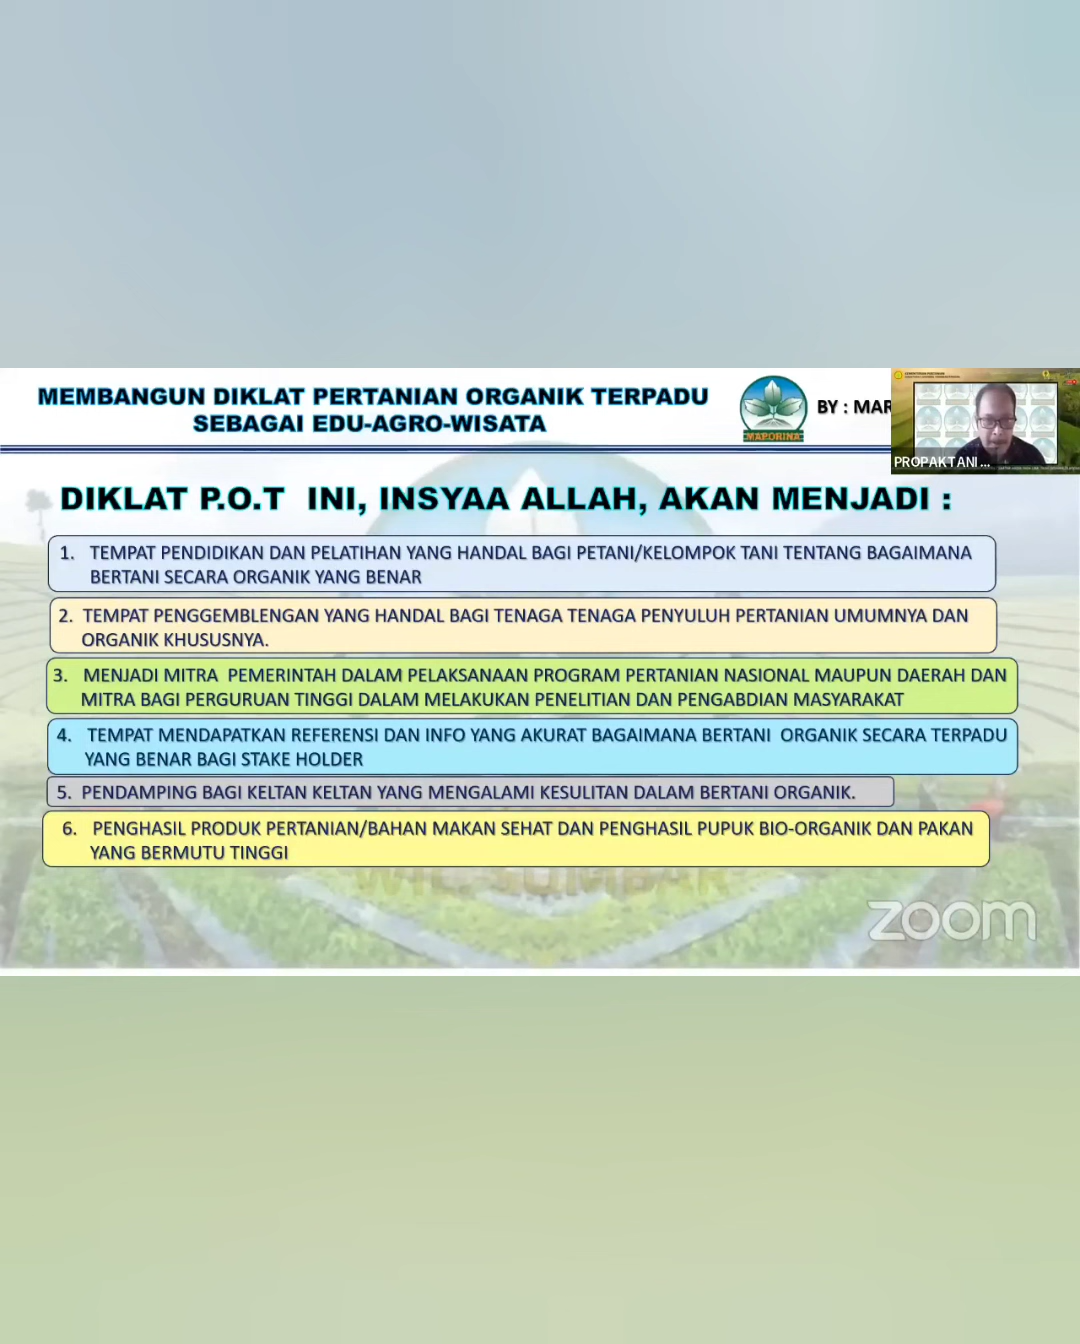 MEMBANGUN DIKLAT PERTANIAN ORGANIK TERPADU
SEBAGAI EDU-AGRO-WISATA
MAPORINA
BY : MAR
PROPAKTANI ...
DIKLAT P.O.T INI, INSYAA ALLAH, AKAN MENJADI :
1. TEMPAT PENDIDIKAN DAN PELATIHAN YANG HANDAL BAGI PETANI/KELOMPOK TANI TENTANG BAGAIMANA
BERTANI SECARA ORGANIK YANG BENAR
2. TEMPAT PENGGEMBLENGAN YANG HANDAL BAGI TENAGA TENAGA PENYULUH PERTANIAN UMUMNYA DAN
ORGANIK KHUSUSNYA.
3. MENJADI MITRA PEMERINTAH DALAM PELAKSANAAN PROGRAM PERTANIAN NASIONAL MAUPUN DAERAH DAN
MITRA BAGI PERGURUAN TINGGI DALAM MELAKUKAN PENELITIAN DAN PENGABDIAN MASYARAKAT
4. TEMPAT MENDAPATKAN REFERENSI DAN INFO YANG AKURAT BAGAIMANA BERTANI ORGANIK SECARA TERPADU
YANG BENAR BAGI STAKE HOLDER
5. PENDAMPING BAGI KELTAN KELTAN YANG MENGALAMI KESULITAN DALAM BERTANI ORGANIK.
6. PENGHASIL PRODUK PERTANIAN/BAHAN MAKAN SEHAT DAN PENGHASIL PUPUK BIO-ORGANIK DAN PAKAN
YANG BERMUTU TINGGI
WIL. SUMBAR
zoom